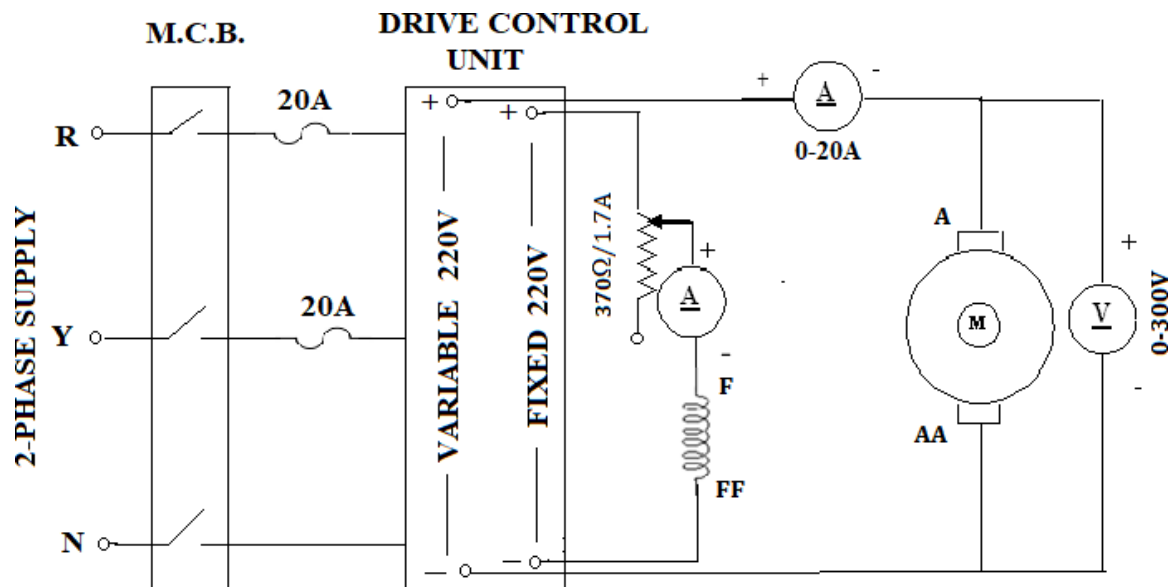 M.C.B.
DRIVE CONTROL
UNIT
2-PHASE SUPPLY
R
Y
N
20A
20A
+
VARIABLE 220V
-
+
FIXED 220V
-
370Ω/1.7A
+
A
-
F
FF
+
A
-
0-20A
A
M
AA
+
V
-
0-300V